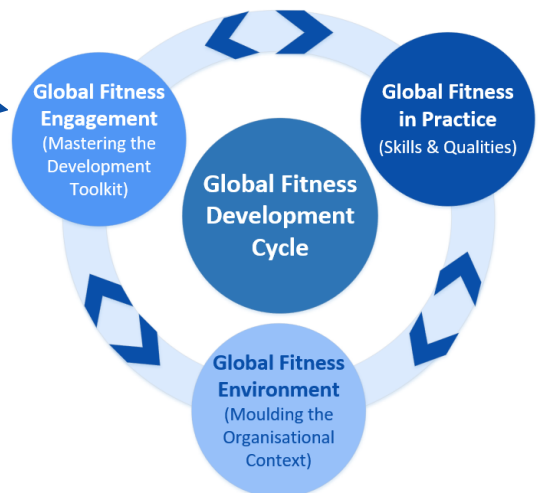 Global Fitness
Engagement
(Mastering the
Development
Toolkit)
Global Fitness
in Practice
(Skills & Qualities)
Global Fitness
Development
Cycle
Global Fitness
Environment
(Moulding the
Organisational
Context)